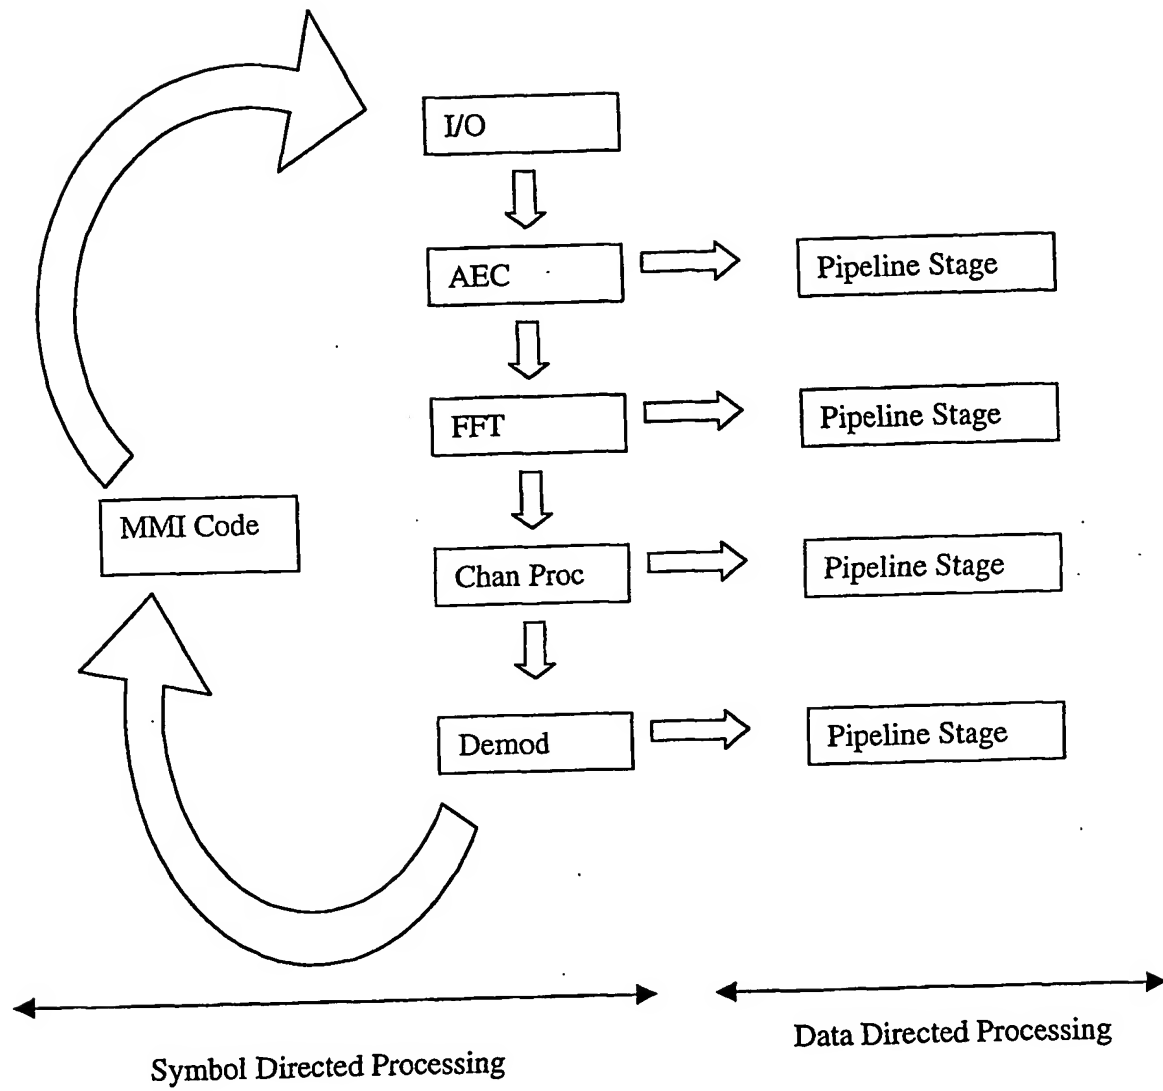 I/O
AEC
Pipeline Stage
FFT
Pipeline Stage
MMI Code
Chan Proc
Pipeline Stage
Demod
Pipeline Stage
Symbol Directed Processing
Data Directed Processing